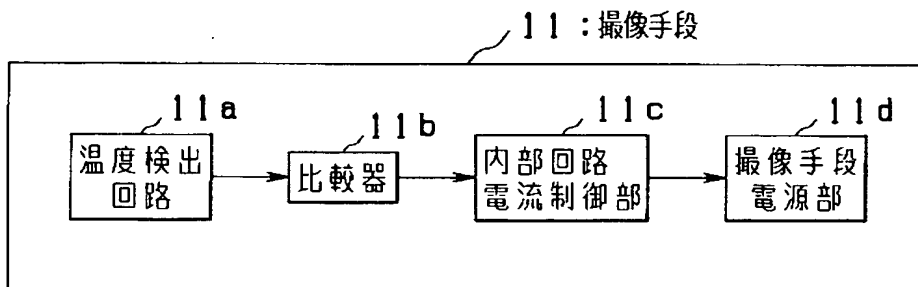 11:撮像手段
11a
温度検出
回路
11b
比較器
11c
内部回路
電流制御部
11d
撮像手段
電源部